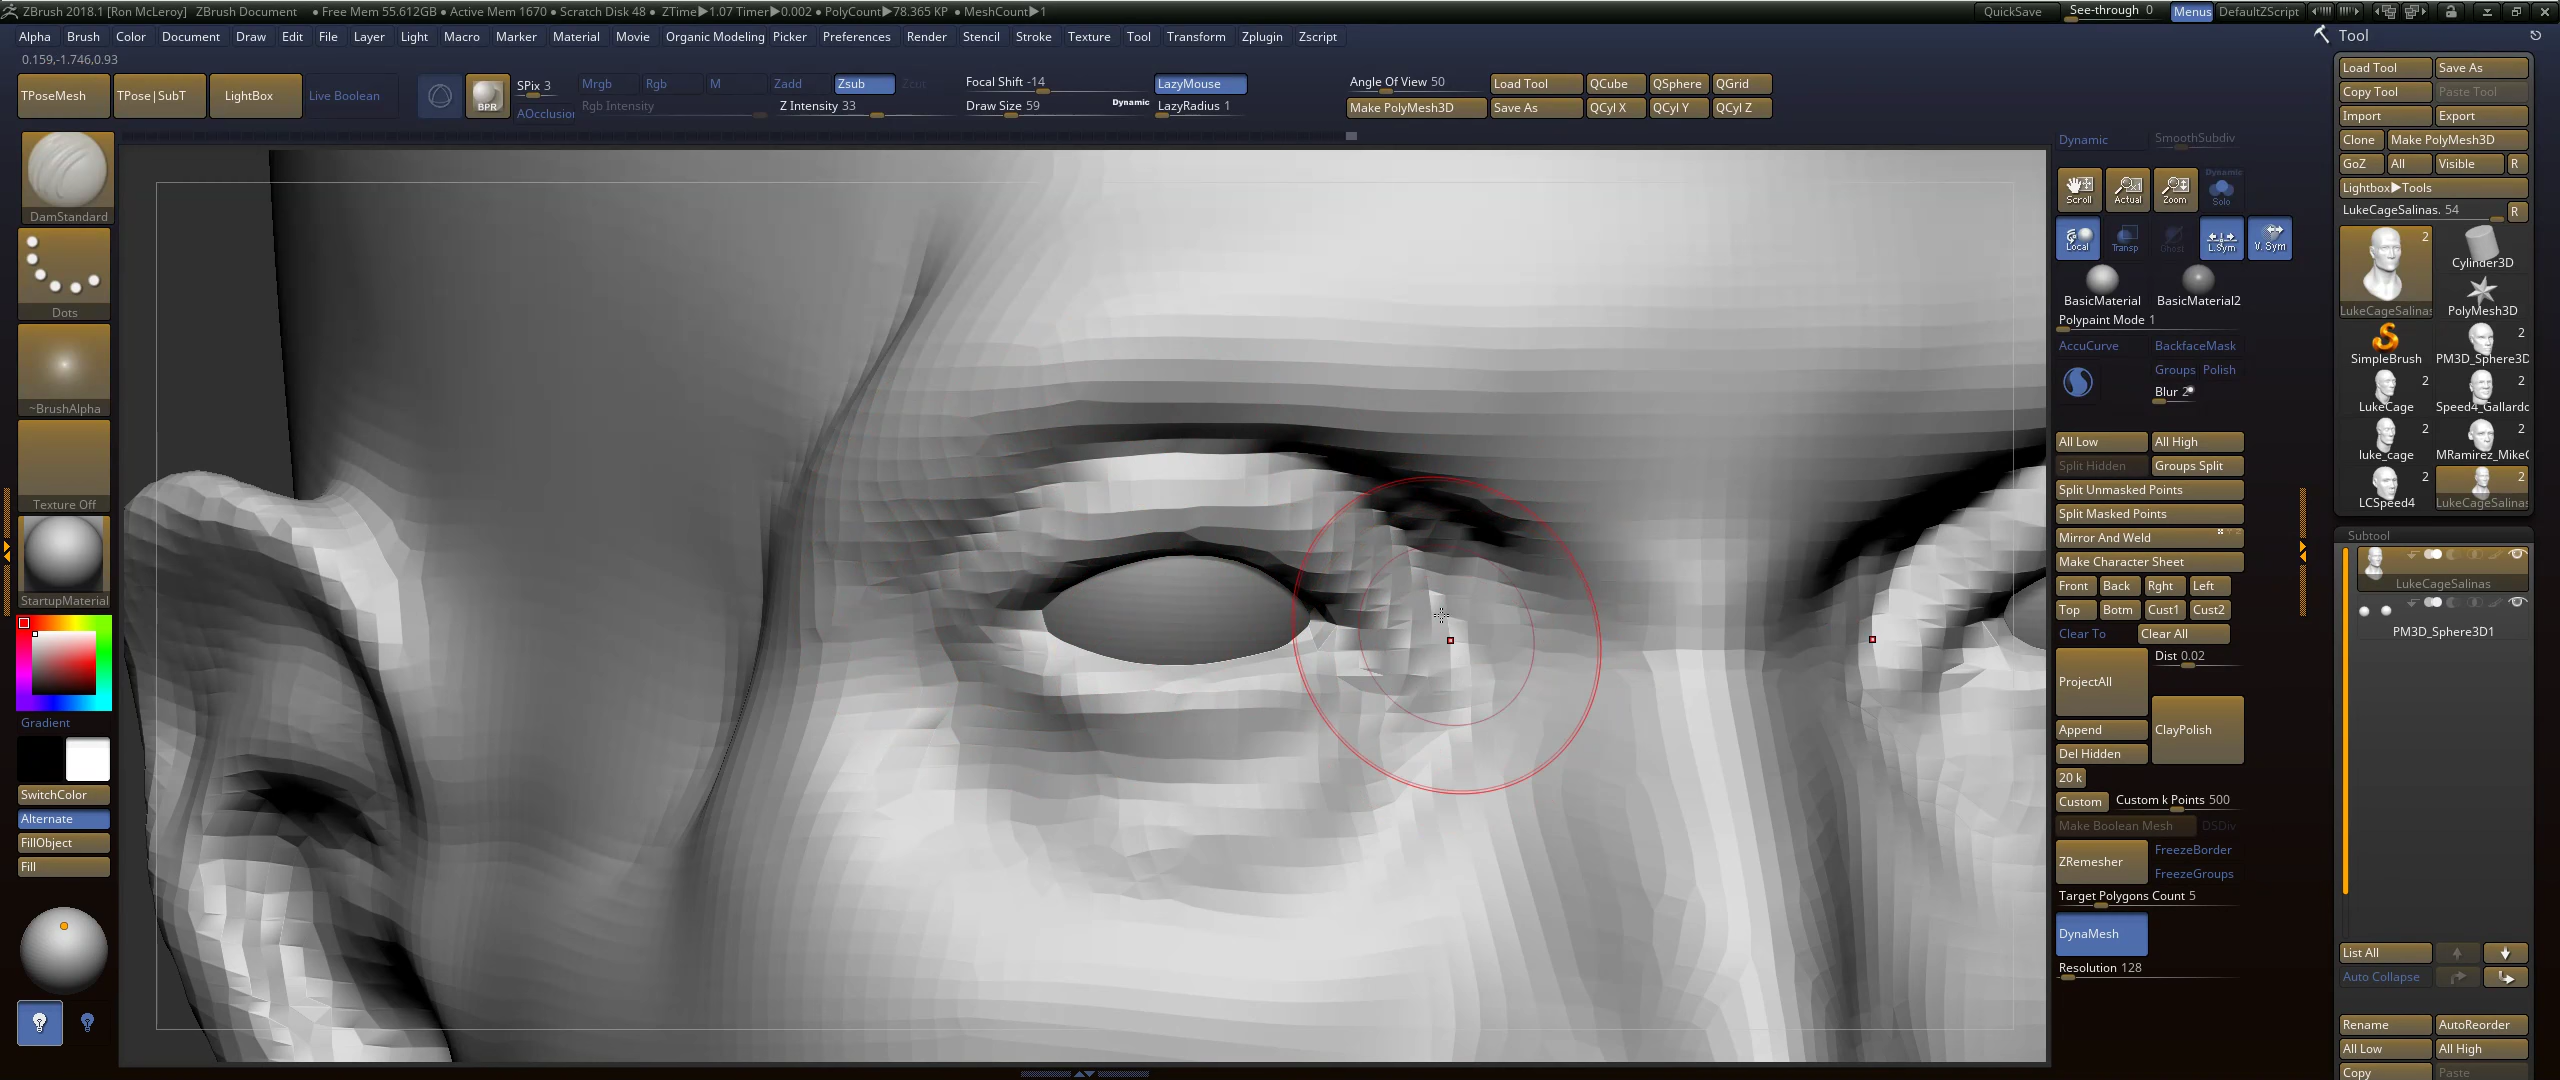 ZBrush 2018.1 [Ron McLeroy] ZBrush Document • Free Mem 55.612GB • Active Mem 1670 • Scratch Disk 48 • ZTime▶1.07 Timer▶0.002 • PolyCount▶78.365 KP • MeshCount▶1 QuickSave See-through 0 Menus DefaultZScript
Alpha Brush Color Document Draw Edit File Layer Light Macro Marker Material Movie Organic Modeling Picker Preferences Render Stencil Stroke Texture Tool Transform Zplugin Zscript Tool
0.159,-1.746,0.93
TPoseMesh TPose|SubT LightBox Live Boolean BPR SPix 3 AOcclusion
Mrgb Rgb M Zadd Zsub Zcut Focal Shift -14 LazyMouse Angle Of View 50 Load Tool QCube QSphere QGrid
Rgb Intensity Z Intensity 33 Draw Size 59 Dynamic LazyRadius 1 Make PolyMesh3D Save As QCyl X QCyl Y QCyl Z
DamStandard
Dots
~BrushAlpha
Texture Off
StartupMaterial
Gradient
SwitchColor
Alternate
FillObject
Fill
Dynamic SmoothSubdiv
Scroll Actual Zoom Dynamic Solo
Local Transp Ghost L.Sym V. Sym
BasicMaterial BasicMaterial2
Polypaint Mode 1
AccuCurve BackfaceMask
Groups Polish
Blur 2
All Low All High
Split Hidden Groups Split
Split Unmasked Points
Split Masked Points
Mirror And Weld
Make Character Sheet
Front Back Rght Left
Top Botm Cust1 Cust2
Clear To Clear All
ProjectAll Dist 0.02
Append ClayPolish
Del Hidden
20 k
Custom Custom k Points 500
Make Boolean Mesh DSDiv
ZRemesher FreezeBorder
FreezeGroups
Target Polygons Count 5
DynaMesh
Resolution 128
Load Tool Save As
Copy Tool Paste Tool
Import Export
Clone Make PolyMesh3D
GoZ All Visible R
Lightbox▶Tools
LukeCageSalinas. 54 R
2
LukeCageSalinas Cylinder3D
PolyMesh3D
SimpleBrush PM3D_Sphere3D 2
LukeCage 2 Speed4_Gallardo 2
luke_cage 2 MRamirez_MikeC 2
LCSpeed4 2 LukeCageSalinas 2
Subtool
LukeCageSalinas
PM3D_Sphere3D1
List All
Auto Collapse
Rename AutoReorder
All Low All High
Copy Paste